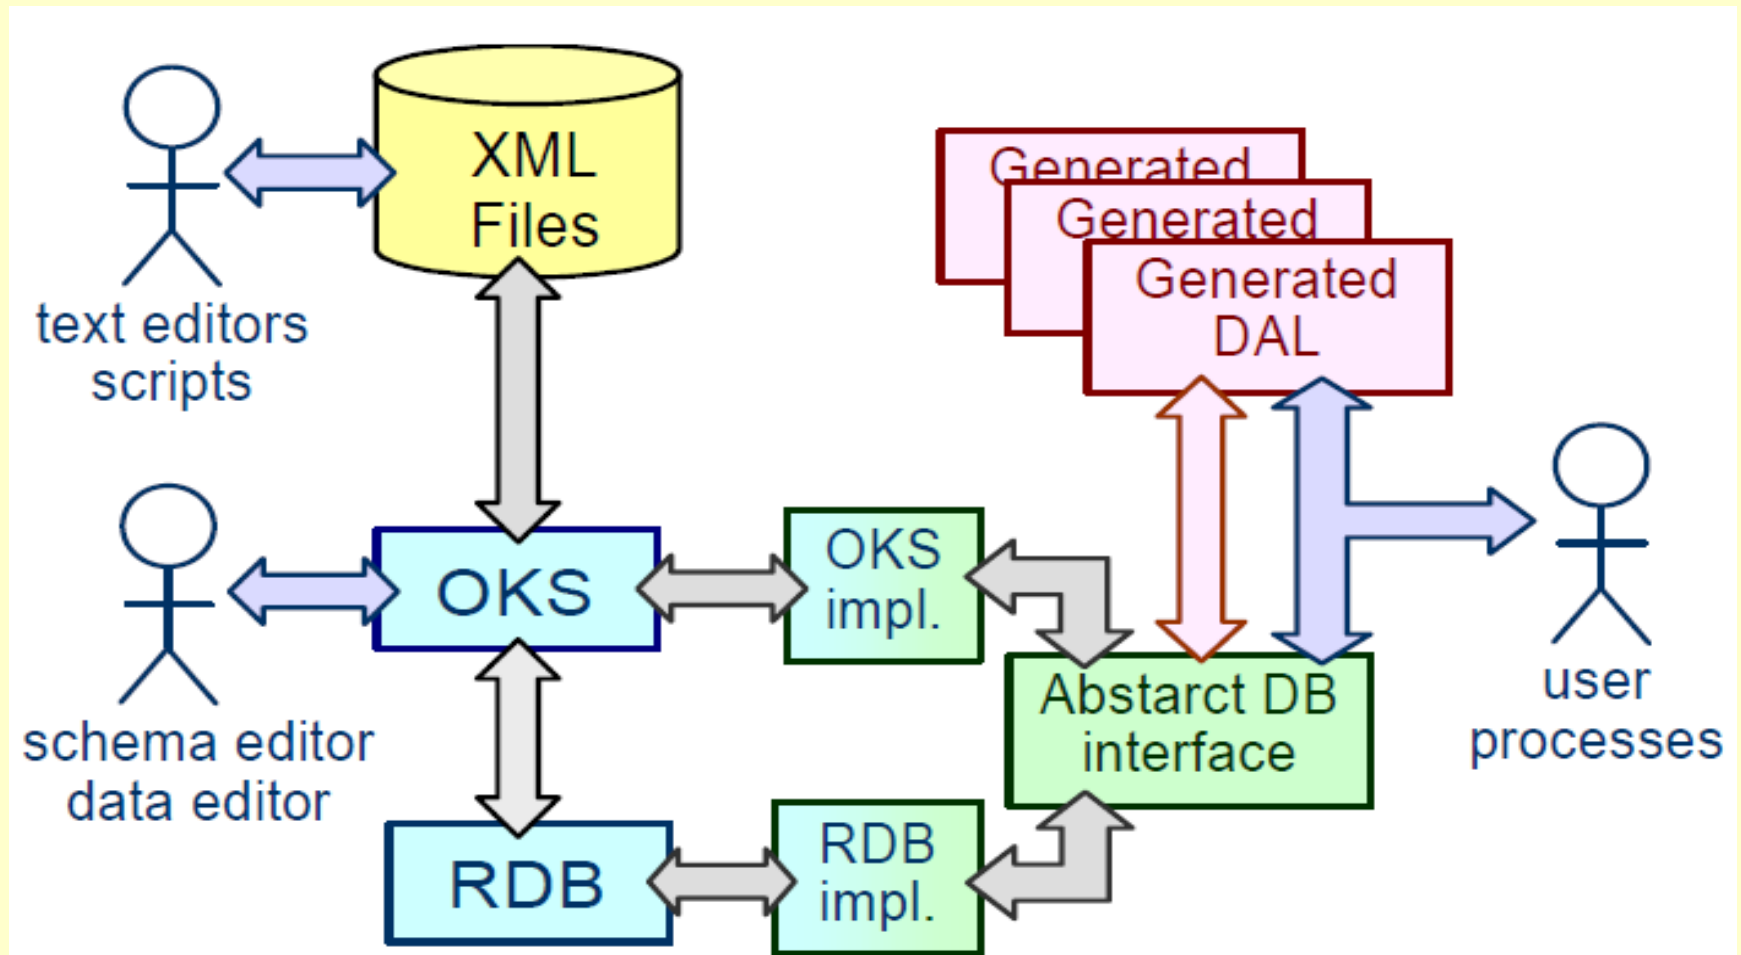 XML
Files
text editors
scripts
Generated
Generated
Generated
DAL
OKS
OKS
impl.
schema editor
data editor
Abstarct DB
interface
user
processes
RDB
RDB
impl.